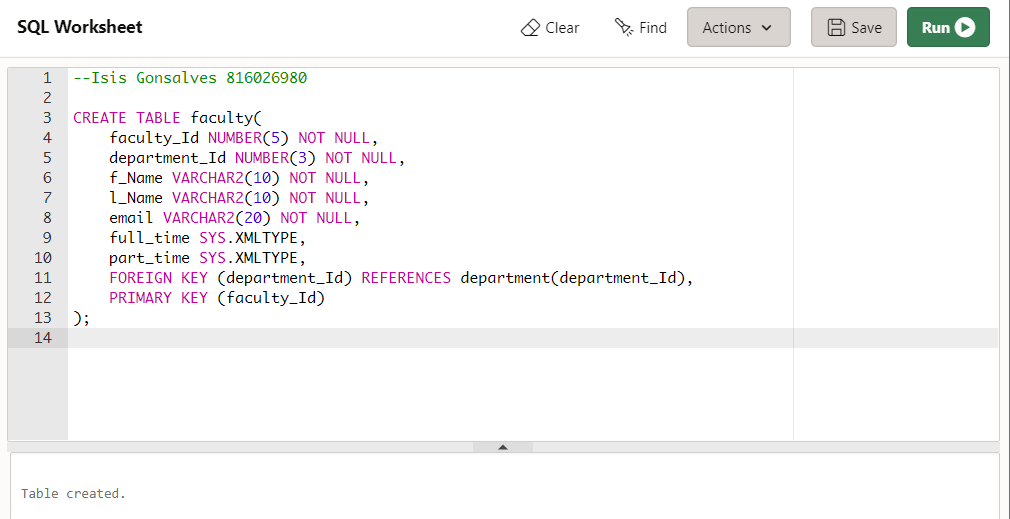 SQL Worksheet
Clear
Find
Actions
Save
Run
1 --Isis Gonsalves 816026980
2
3 CREATE TABLE faculty(
4     faculty_Id NUMBER(5) NOT NULL,
5     department_Id NUMBER(3) NOT NULL,
6     f_Name VARCHAR2(10) NOT NULL,
7     l_Name VARCHAR2(10) NOT NULL,
8     email VARCHAR2(20) NOT NULL,
9     full_time SYS.XMLTYPE,
10     part_time SYS.XMLTYPE,
11     FOREIGN KEY (department_Id) REFERENCES department(department_Id),
12     PRIMARY KEY (faculty_Id)
13 );
14
Table created.